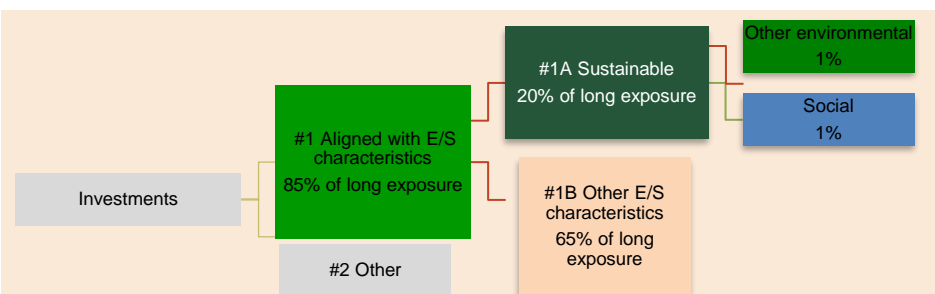 Other environmental
1%
#1A Sustainable
20% of long exposure
Social
1%
#1 Aligned with E/S
characteristics
85% of long exposure
Investments
#1B Other E/S
characteristics
65% of long
exposure
#2 Other